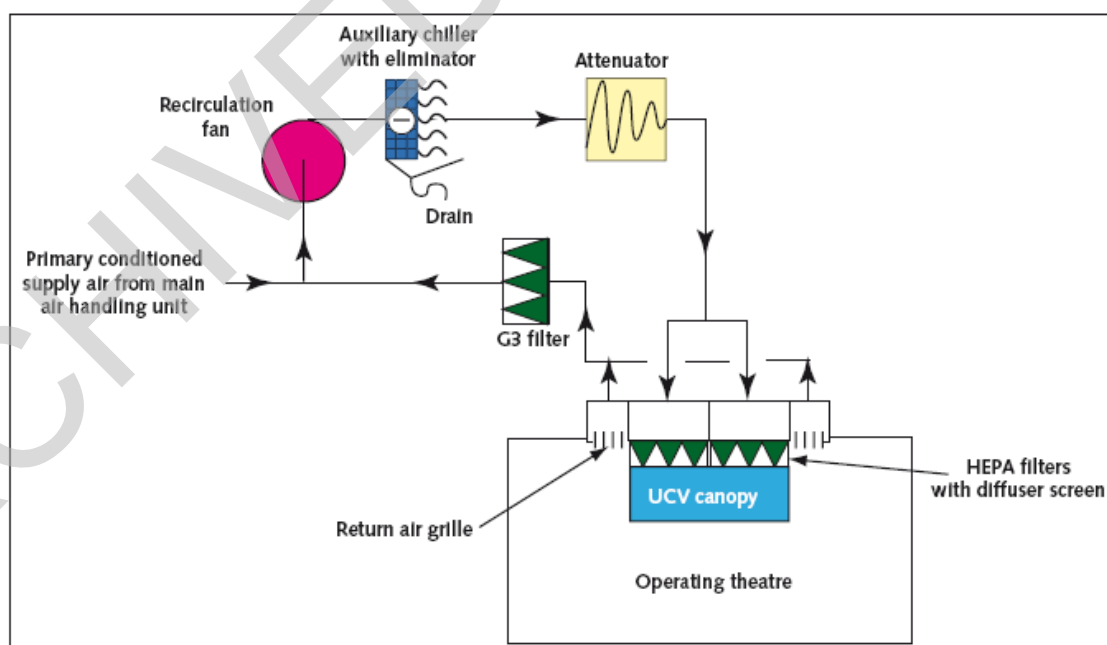 Auxiliary chiller
with eliminator
Attenuator
Recirculation
fan
Drain
Primary conditioned
supply air from main
air handling unit
G3 filter
HEPA filters
with diffuser screen
UCV canopy
Return air grille
Operating theatre
CHIVED